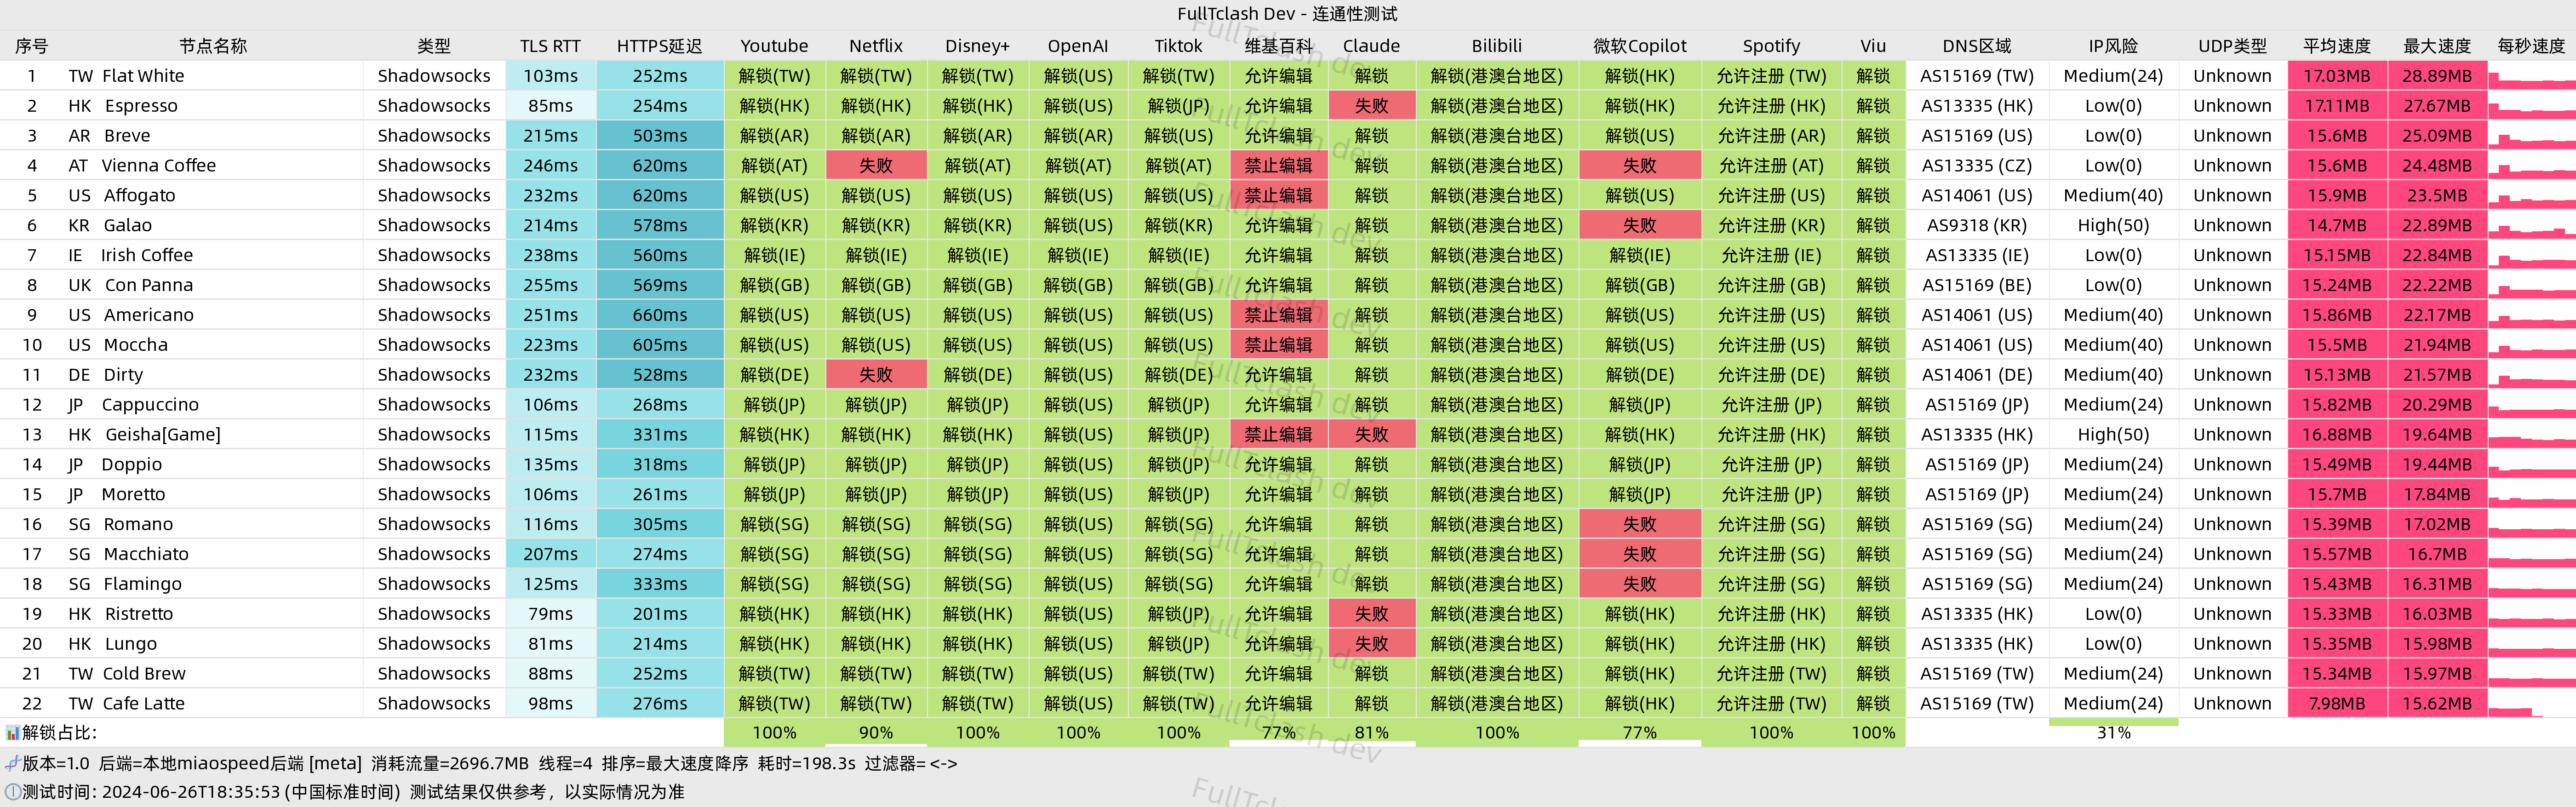 FullTclash Dev - 连通性测试
序号 节点名称 类型 TLS RTT HTTPS延迟 Youtube Netflix Disney+ OpenAI Tiktok 维基百科 Claude Bilibili 微软Copilot Spotify Viu DNS区域 IP风险 UDP类型 平均速度 最大速度 每秒速度
1 TW Flat White Shadowsocks 103ms 252ms 解锁(TW) 解锁(TW) 解锁(TW) 解锁(US) 解锁(TW) 允许编辑 解锁 解锁(港澳台地区) 解锁(HK) 允许注册 (TW) 解锁 AS15169 (TW) Medium(24) Unknown 17.03MB 28.89MB
2 HK Espresso Shadowsocks 85ms 254ms 解锁(HK) 解锁(HK) 解锁(HK) 解锁(US) 解锁(JP) 允许编辑 失败 解锁(港澳台地区) 解锁(HK) 允许注册 (HK) 解锁 AS13335 (HK) Low(0) Unknown 17.11MB 27.67MB
3 AR Breve Shadowsocks 215ms 503ms 解锁(AR) 解锁(AR) 解锁(AR) 解锁(AR) 解锁(US) 允许编辑 解锁 解锁(港澳台地区) 解锁(US) 允许注册 (AR) 解锁 AS15169 (US) Low(0) Unknown 15.6MB 25.09MB
4 AT Vienna Coffee Shadowsocks 246ms 620ms 解锁(AT) 失败 解锁(AT) 解锁(AT) 解锁(AT) 禁止编辑 解锁 解锁(港澳台地区) 失败 允许注册 (AT) 解锁 AS13335 (CZ) Low(0) Unknown 15.6MB 24.48MB
5 US Affogato Shadowsocks 232ms 620ms 解锁(US) 解锁(US) 解锁(US) 解锁(US) 解锁(US) 禁止编辑 解锁 解锁(港澳台地区) 解锁(US) 允许注册 (US) 解锁 AS14061 (US) Medium(40) Unknown 15.9MB 23.5MB
6 KR Galao Shadowsocks 214ms 578ms 解锁(KR) 解锁(KR) 解锁(KR) 解锁(US) 解锁(KR) 允许编辑 解锁 解锁(港澳台地区) 失败 允许注册 (KR) 解锁 AS9318 (KR) High(50) Unknown 14.7MB 22.89MB
7 IE Irish Coffee Shadowsocks 238ms 560ms 解锁(IE) 解锁(IE) 解锁(IE) 解锁(IE) 解锁(IE) 允许编辑 解锁 解锁(港澳台地区) 解锁(IE) 允许注册 (IE) 解锁 AS13335 (IE) Low(0) Unknown 15.15MB 22.84MB
8 UK Con Panna Shadowsocks 255ms 569ms 解锁(GB) 解锁(GB) 解锁(GB) 解锁(GB) 解锁(GB) 允许编辑 解锁 解锁(港澳台地区) 解锁(GB) 允许注册 (GB) 解锁 AS15169 (BE) Low(0) Unknown 15.24MB 22.22MB
9 US Americano Shadowsocks 251ms 660ms 解锁(US) 解锁(US) 解锁(US) 解锁(US) 解锁(US) 禁止编辑 解锁 解锁(港澳台地区) 解锁(US) 允许注册 (US) 解锁 AS14061 (US) Medium(40) Unknown 15.86MB 22.17MB
10 US Moccha Shadowsocks 223ms 605ms 解锁(US) 解锁(US) 解锁(US) 解锁(US) 解锁(US) 禁止编辑 解锁 解锁(港澳台地区) 解锁(US) 允许注册 (US) 解锁 AS14061 (US) Medium(40) Unknown 15.5MB 21.94MB
11 DE Dirty Shadowsocks 232ms 528ms 解锁(DE) 失败 解锁(DE) 解锁(US) 解锁(DE) 允许编辑 解锁 解锁(港澳台地区) 解锁(DE) 允许注册 (DE) 解锁 AS14061 (DE) Medium(40) Unknown 15.13MB 21.57MB
12 JP Cappuccino Shadowsocks 106ms 268ms 解锁(JP) 解锁(JP) 解锁(JP) 解锁(US) 解锁(JP) 允许编辑 解锁 解锁(港澳台地区) 解锁(JP) 允许注册 (JP) 解锁 AS15169 (JP) Medium(24) Unknown 15.82MB 20.29MB
13 HK Geisha[Game] Shadowsocks 115ms 331ms 解锁(HK) 解锁(HK) 解锁(HK) 解锁(US) 解锁(JP) 禁止编辑 失败 解锁(港澳台地区) 解锁(HK) 允许注册 (HK) 解锁 AS13335 (HK) High(50) Unknown 16.88MB 19.64MB
14 JP Doppio Shadowsocks 135ms 318ms 解锁(JP) 解锁(JP) 解锁(JP) 解锁(US) 解锁(JP) 允许编辑 解锁 解锁(港澳台地区) 解锁(JP) 允许注册 (JP) 解锁 AS15169 (JP) Medium(24) Unknown 15.49MB 19.44MB
15 JP Moretto Shadowsocks 106ms 261ms 解锁(JP) 解锁(JP) 解锁(JP) 解锁(US) 解锁(JP) 允许编辑 解锁 解锁(港澳台地区) 解锁(JP) 允许注册 (JP) 解锁 AS15169 (JP) Medium(24) Unknown 15.7MB 17.84MB
16 SG Romano Shadowsocks 116ms 305ms 解锁(SG) 解锁(SG) 解锁(SG) 解锁(US) 解锁(SG) 允许编辑 解锁 解锁(港澳台地区) 失败 允许注册 (SG) 解锁 AS15169 (SG) Medium(24) Unknown 15.39MB 17.02MB
17 SG Macchiato Shadowsocks 207ms 274ms 解锁(SG) 解锁(SG) 解锁(SG) 解锁(US) 解锁(SG) 允许编辑 解锁 解锁(港澳台地区) 失败 允许注册 (SG) 解锁 AS15169 (SG) Medium(24) Unknown 15.57MB 16.7MB
18 SG Flamingo Shadowsocks 125ms 333ms 解锁(SG) 解锁(SG) 解锁(SG) 解锁(US) 解锁(SG) 允许编辑 解锁 解锁(港澳台地区) 失败 允许注册 (SG) 解锁 AS15169 (SG) Medium(24) Unknown 15.43MB 16.31MB
19 HK Ristretto Shadowsocks 79ms 201ms 解锁(HK) 解锁(HK) 解锁(HK) 解锁(US) 解锁(JP) 允许编辑 失败 解锁(港澳台地区) 解锁(HK) 允许注册 (HK) 解锁 AS13335 (HK) Low(0) Unknown 15.33MB 16.03MB
20 HK Lungo Shadowsocks 81ms 214ms 解锁(HK) 解锁(HK) 解锁(HK) 解锁(US) 解锁(JP) 允许编辑 失败 解锁(港澳台地区) 解锁(HK) 允许注册 (HK) 解锁 AS13335 (HK) Low(0) Unknown 15.35MB 15.98MB
21 TW Cold Brew Shadowsocks 88ms 252ms 解锁(TW) 解锁(TW) 解锁(TW) 解锁(US) 解锁(TW) 允许编辑 解锁 解锁(港澳台地区) 解锁(HK) 允许注册 (TW) 解锁 AS15169 (TW) Medium(24) Unknown 15.34MB 15.97MB
22 TW Cafe Latte Shadowsocks 98ms 276ms 解锁(TW) 解锁(TW) 解锁(TW) 解锁(US) 解锁(TW) 允许编辑 解锁 解锁(港澳台地区) 解锁(HK) 允许注册 (TW) 解锁 AS15169 (TW) Medium(24) Unknown 7.98MB 15.62MB
解锁占比: 100% 90% 100% 100% 100% 77% 81% 100% 77% 100% 100% 31%
版本=1.0 后端=本地miaospeed后端 [meta] 消耗流量=2696.7MB 线程=4 排序=最大速度降序 耗时=198.3s 过滤器= <->
测试时间: 2024-06-26T18:35:53 (中国标准时间) 测试结果仅供参考，以实际情况为准